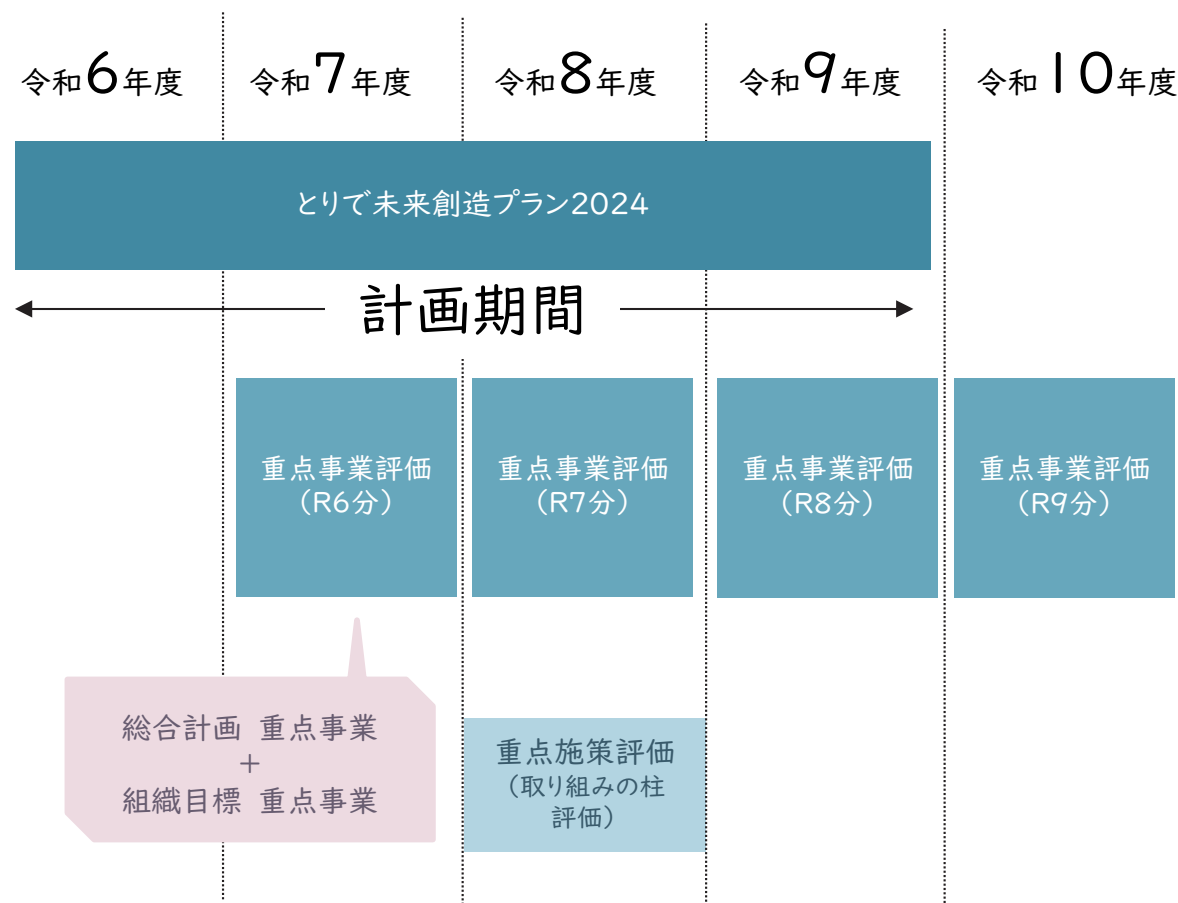 令和6年度
令和7年度
令和8年度
令和9年度
令和10年度
とりで未来創造プラン2024
計画期間
重点事業評価
（R6分）
重点事業評価
（R7分）
重点事業評価
（R8分）
重点事業評価
（R9分）
総合計画 重点事業
＋
組織目標 重点事業
重点施策評価
（取り組みの柱
評価）